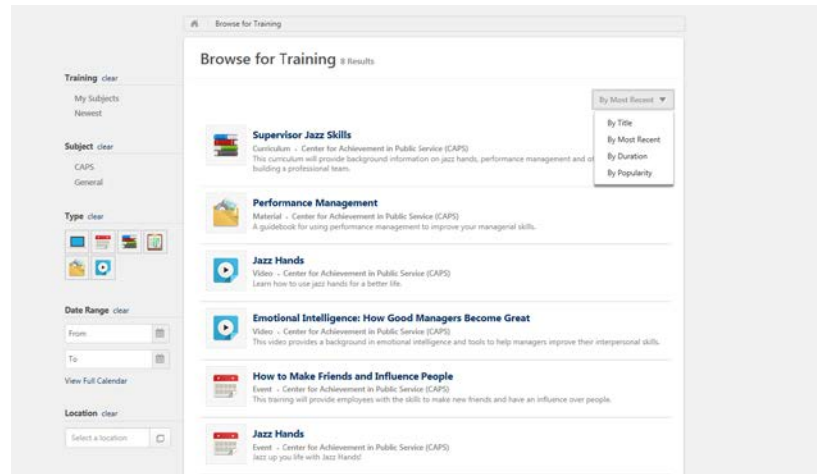 Browse for Training
Browse for Training 8 Results
Training clear
My Subjects
Newest
Subject clear
CAPS
General
Type clear
Date Range clear
From
To
View Full Calendar
Location clear
Select a location
By Most Recent
By Title
By Most Recent
By Duration
By Popularity
Supervisor Jazz Skills
Curriculum - Center for Achievement in Public Service (CAPS)
This curriculum will provide background information on jazz hands, performance management and
building a professional team.
Performance Management
Material - Center for Achievement in Public Service (CAPS)
A guidebook for using performance management to improve your managerial skills.
Jazz Hands
Video - Center for Achievement in Public Service (CAPS)
Learn how to use jazz hands for a better life.
Emotional Intelligence: How Good Managers Become Great
Video - Center for Achievement in Public Service (CAPS)
This video provides a background in emotional intelligence and tools to help managers improve their interpersonal skills.
How to Make Friends and Influence People
Event - Center for Achievement in Public Service (CAPS)
This training will provide employees with the skills to make new friends and have an influence over people.
Jazz Hands
Event - Center for Achievement in Public Service (CAPS)
Jazz up you life with Jazz Hands!